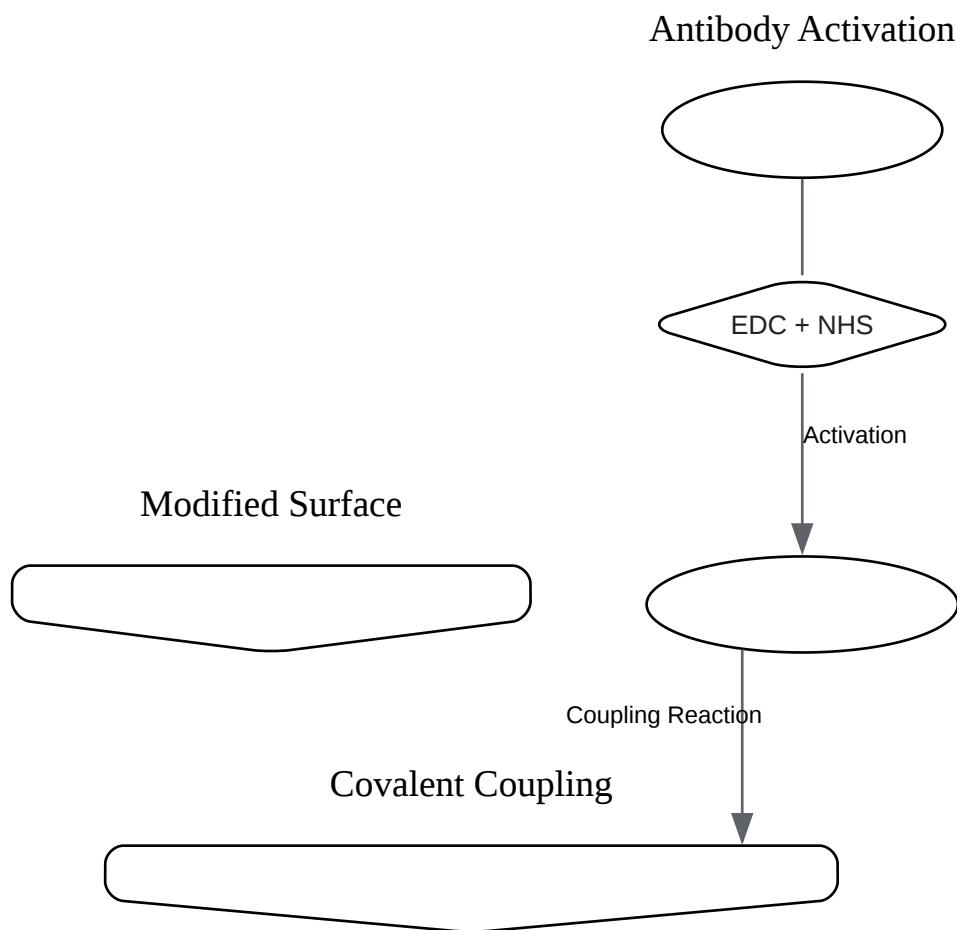 Antibody Activation
EDC + NHS
Activation
Modified Surface
Coupling Reaction
Covalent Coupling